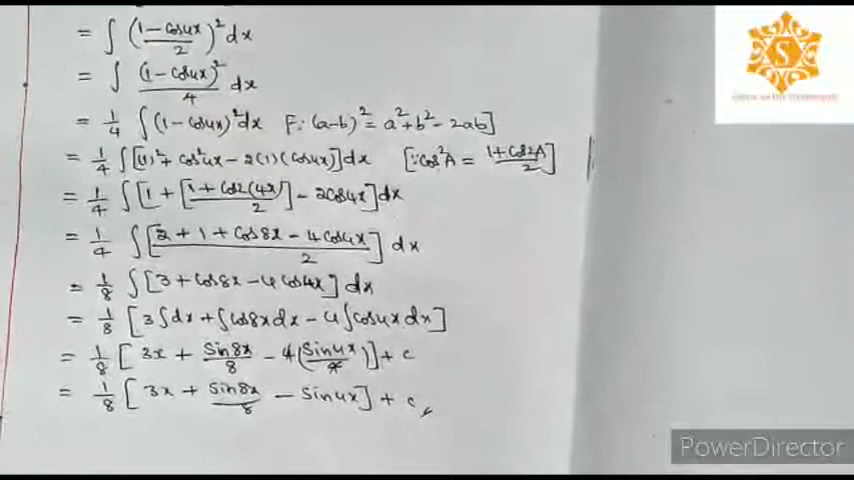 = ∫ ((1-cos4x)/2)² dx
= ∫ (1-cos4x)²/4 dx
= 1/4 ∫ (1-cos4x)² dx F: (a-b)² = a²+b²-2ab]
= 1/4 ∫ [(1)² + cos²4x - 2(1)(cos4x)] dx [∵ cos²A = (1+cos2A)/2]
= 1/4 ∫ [1 + [(1+cos2(4x))/2] - 2cos4x] dx
= 1/4 ∫ [(2+1+cos8x-4cos4x)/2] dx
= 1/8 ∫ [3+cos8x-4cos4x] dx
= 1/8 [3∫dx + ∫cos8x dx - 4∫cos4x dx]
= 1/8 [3x + sin8x/8 - 4(sin4x/4)] + c
= 1/8 [3x + sin8x/8 - sin4x] + c
S
PowerDirector